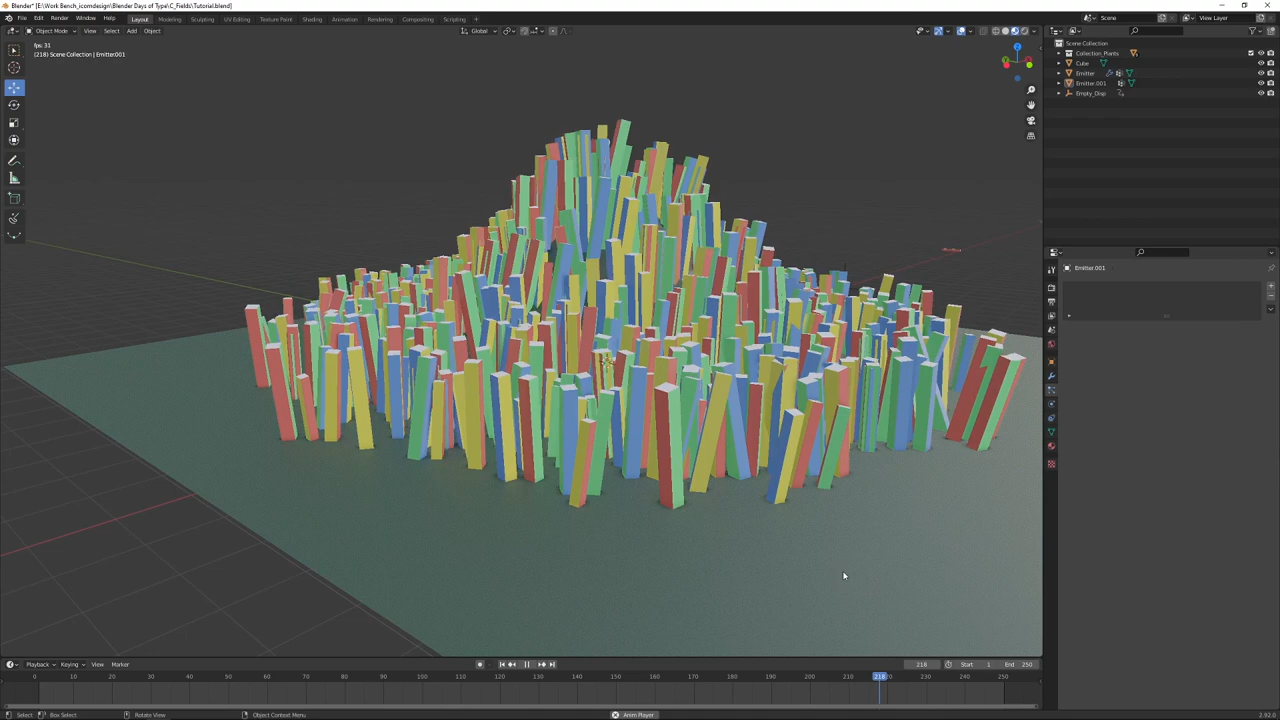 Blender* [E:\Work Bench_icomdesign\Blender Days of Type\C_Fields\Tutorial.blend]
File Edit Render Window Help Layout Modeling Sculpting UV Editing Texture Paint Shading Animation Rendering Compositing Scripting + Scene View Layer
Object Mode View Select Add Object Global
fps: 31
(218) Scene Collection | Emitter.001
Scene Collection
Collection_Plants
Cube
Emitter
Emitter.001
Empty_Disp
Emitter.001
Z
Playback Keying View Marker 218 Start 1 End 250
0 10 20 30 40 50 60 70 80 90 100 110 120 130 140 150 160 170 180 190 200 210 218 230 240 250
Select Box Select Rotate View Object Context Menu Anim Player 2.92.0